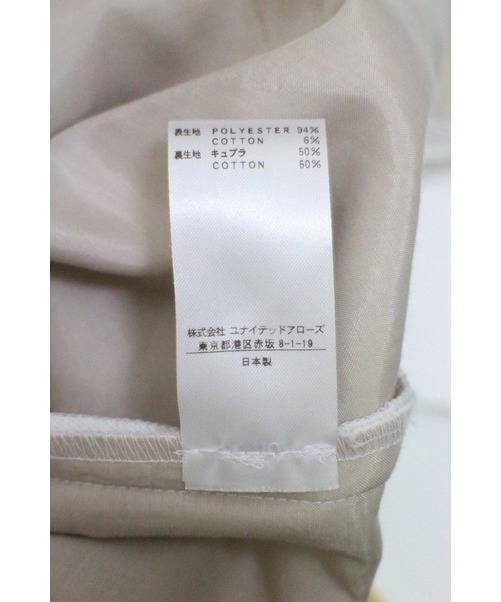 表生地 POLYESTER 94%
COTTON 6%
裏生地 キュプラ 50%
COTTON 50%
株式会社 ユナイテッドアローズ
東京都港区赤坂 8-1-19
日本製